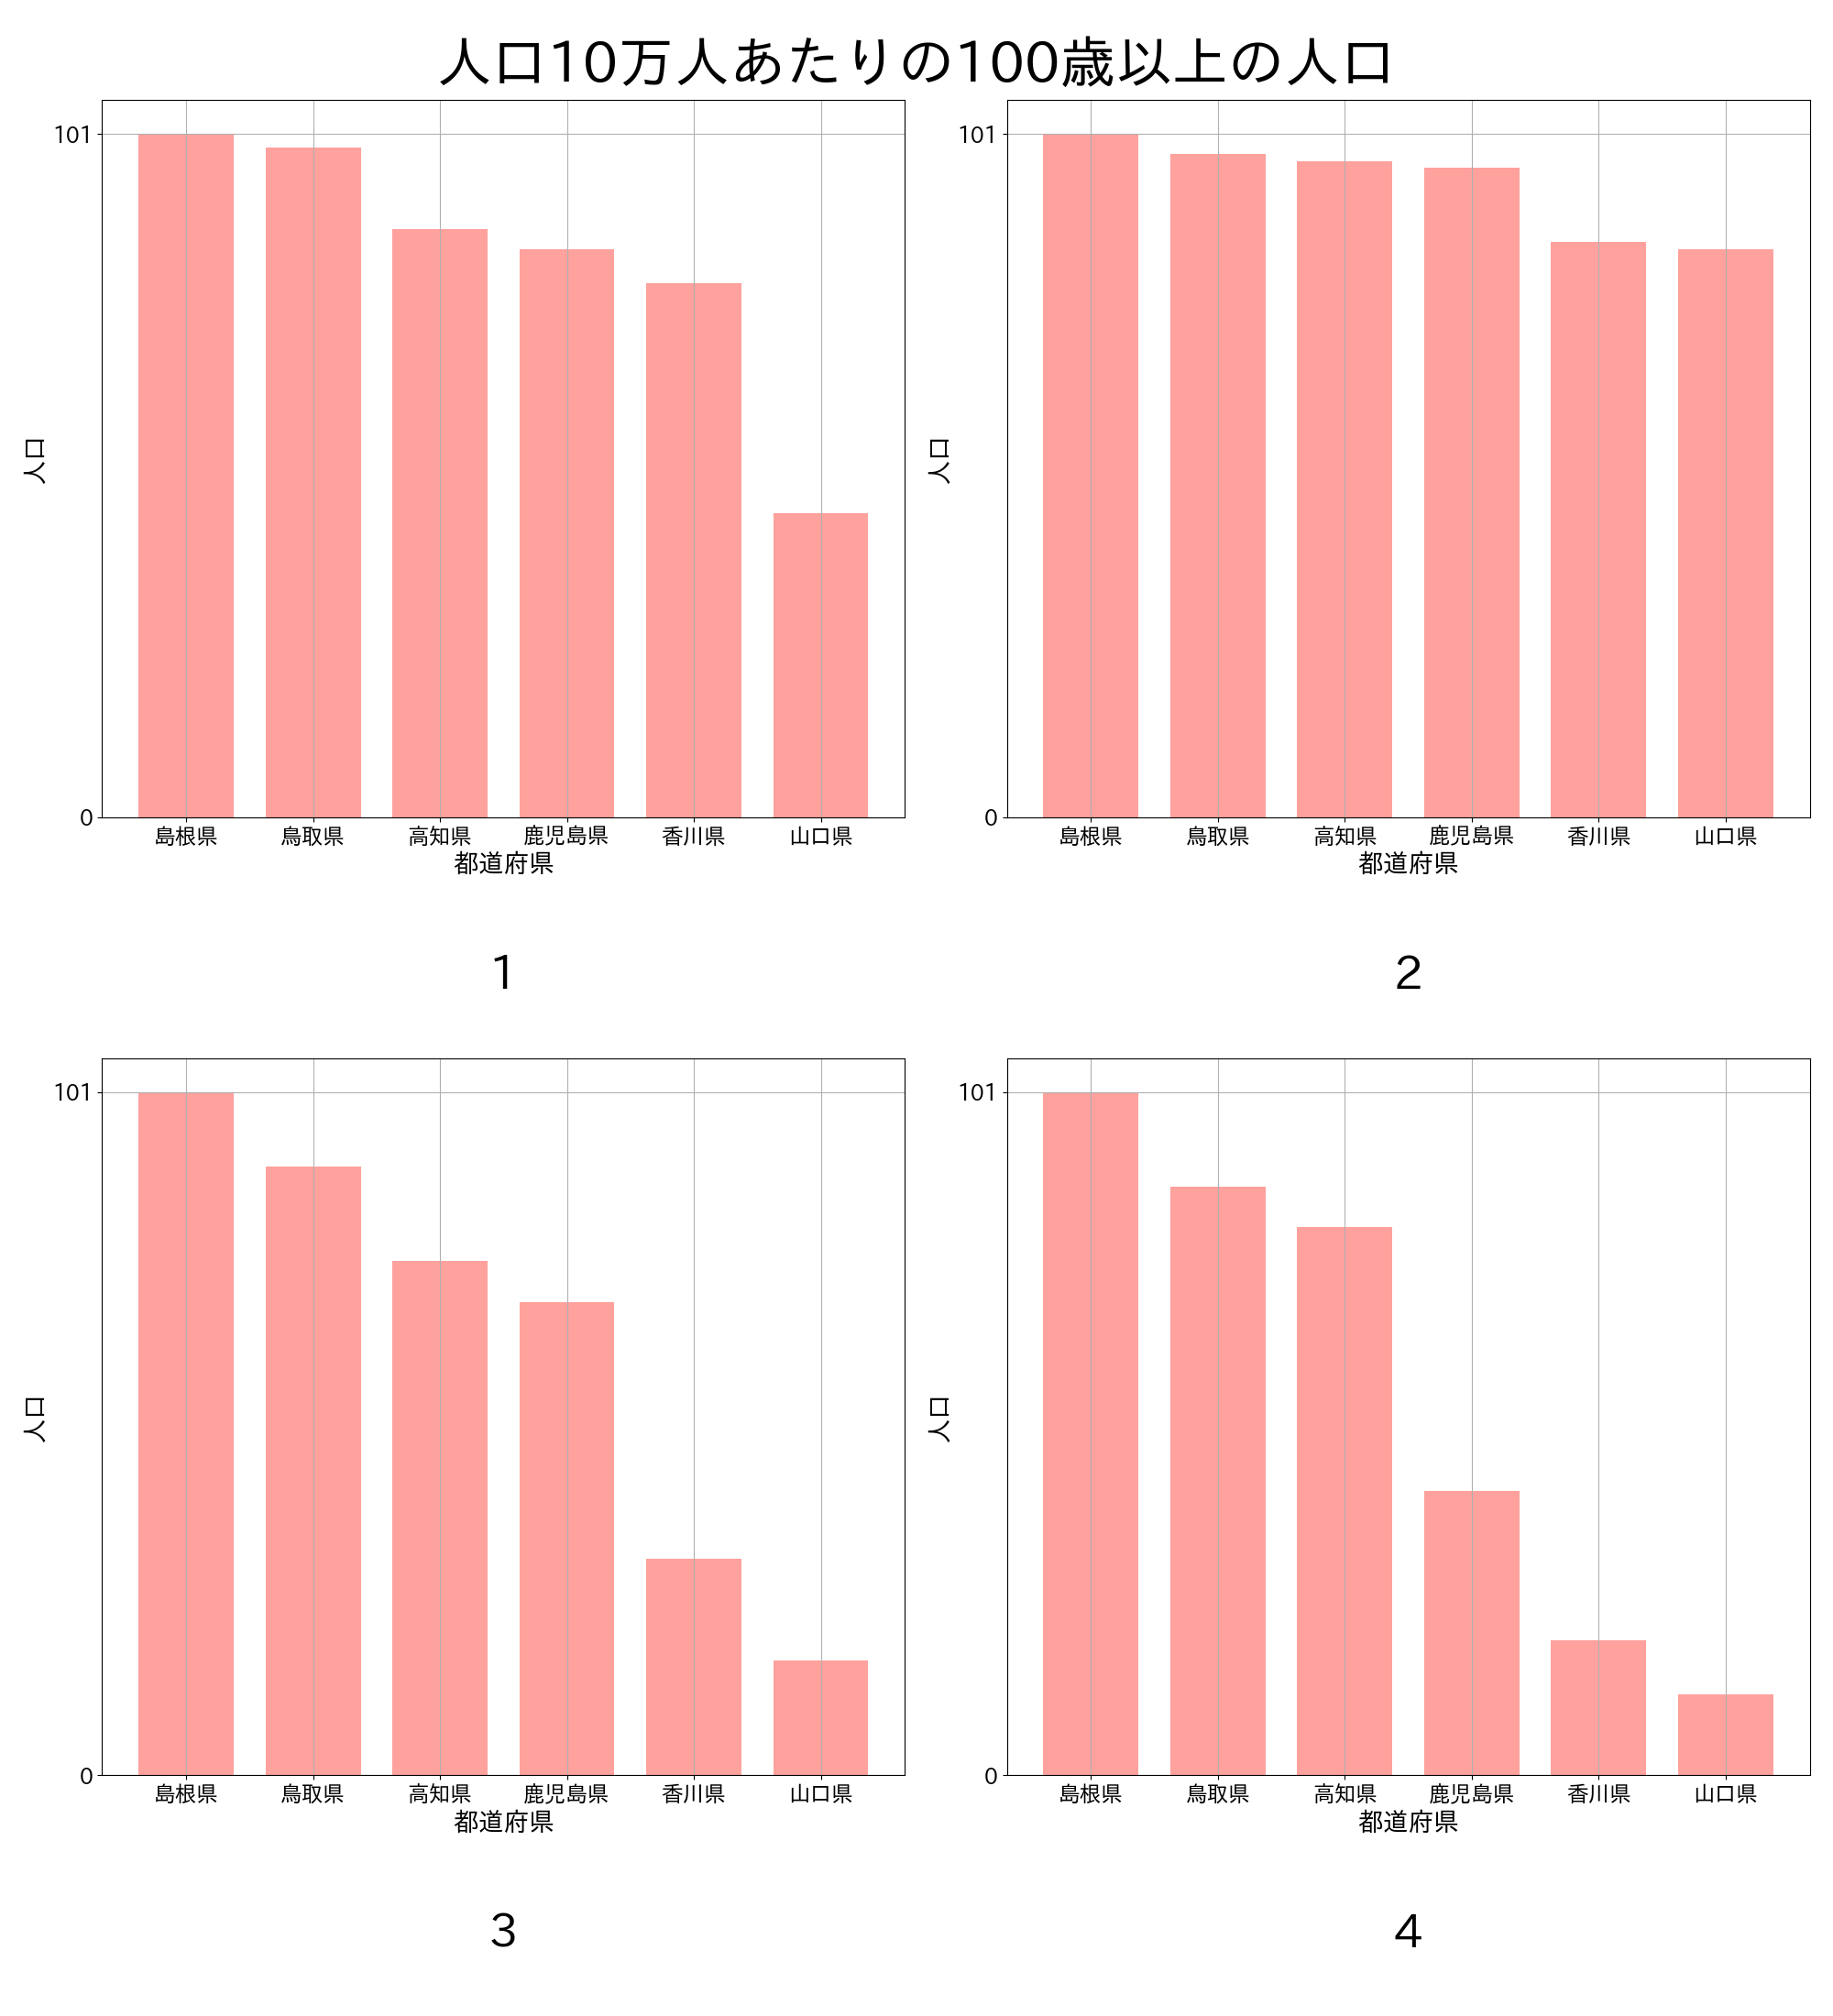 人口10万人あたりの100歳以上の人口
101
0
人口
島根県 鳥取県 高知県 鹿児島県 香川県 山口県
都道府県
1
101
0
人口
島根県 鳥取県 高知県 鹿児島県 香川県 山口県
都道府県
2
101
0
人口
島根県 鳥取県 高知県 鹿児島県 香川県 山口県
都道府県
3
101
0
人口
島根県 鳥取県 高知県 鹿児島県 香川県 山口県
都道府県
4